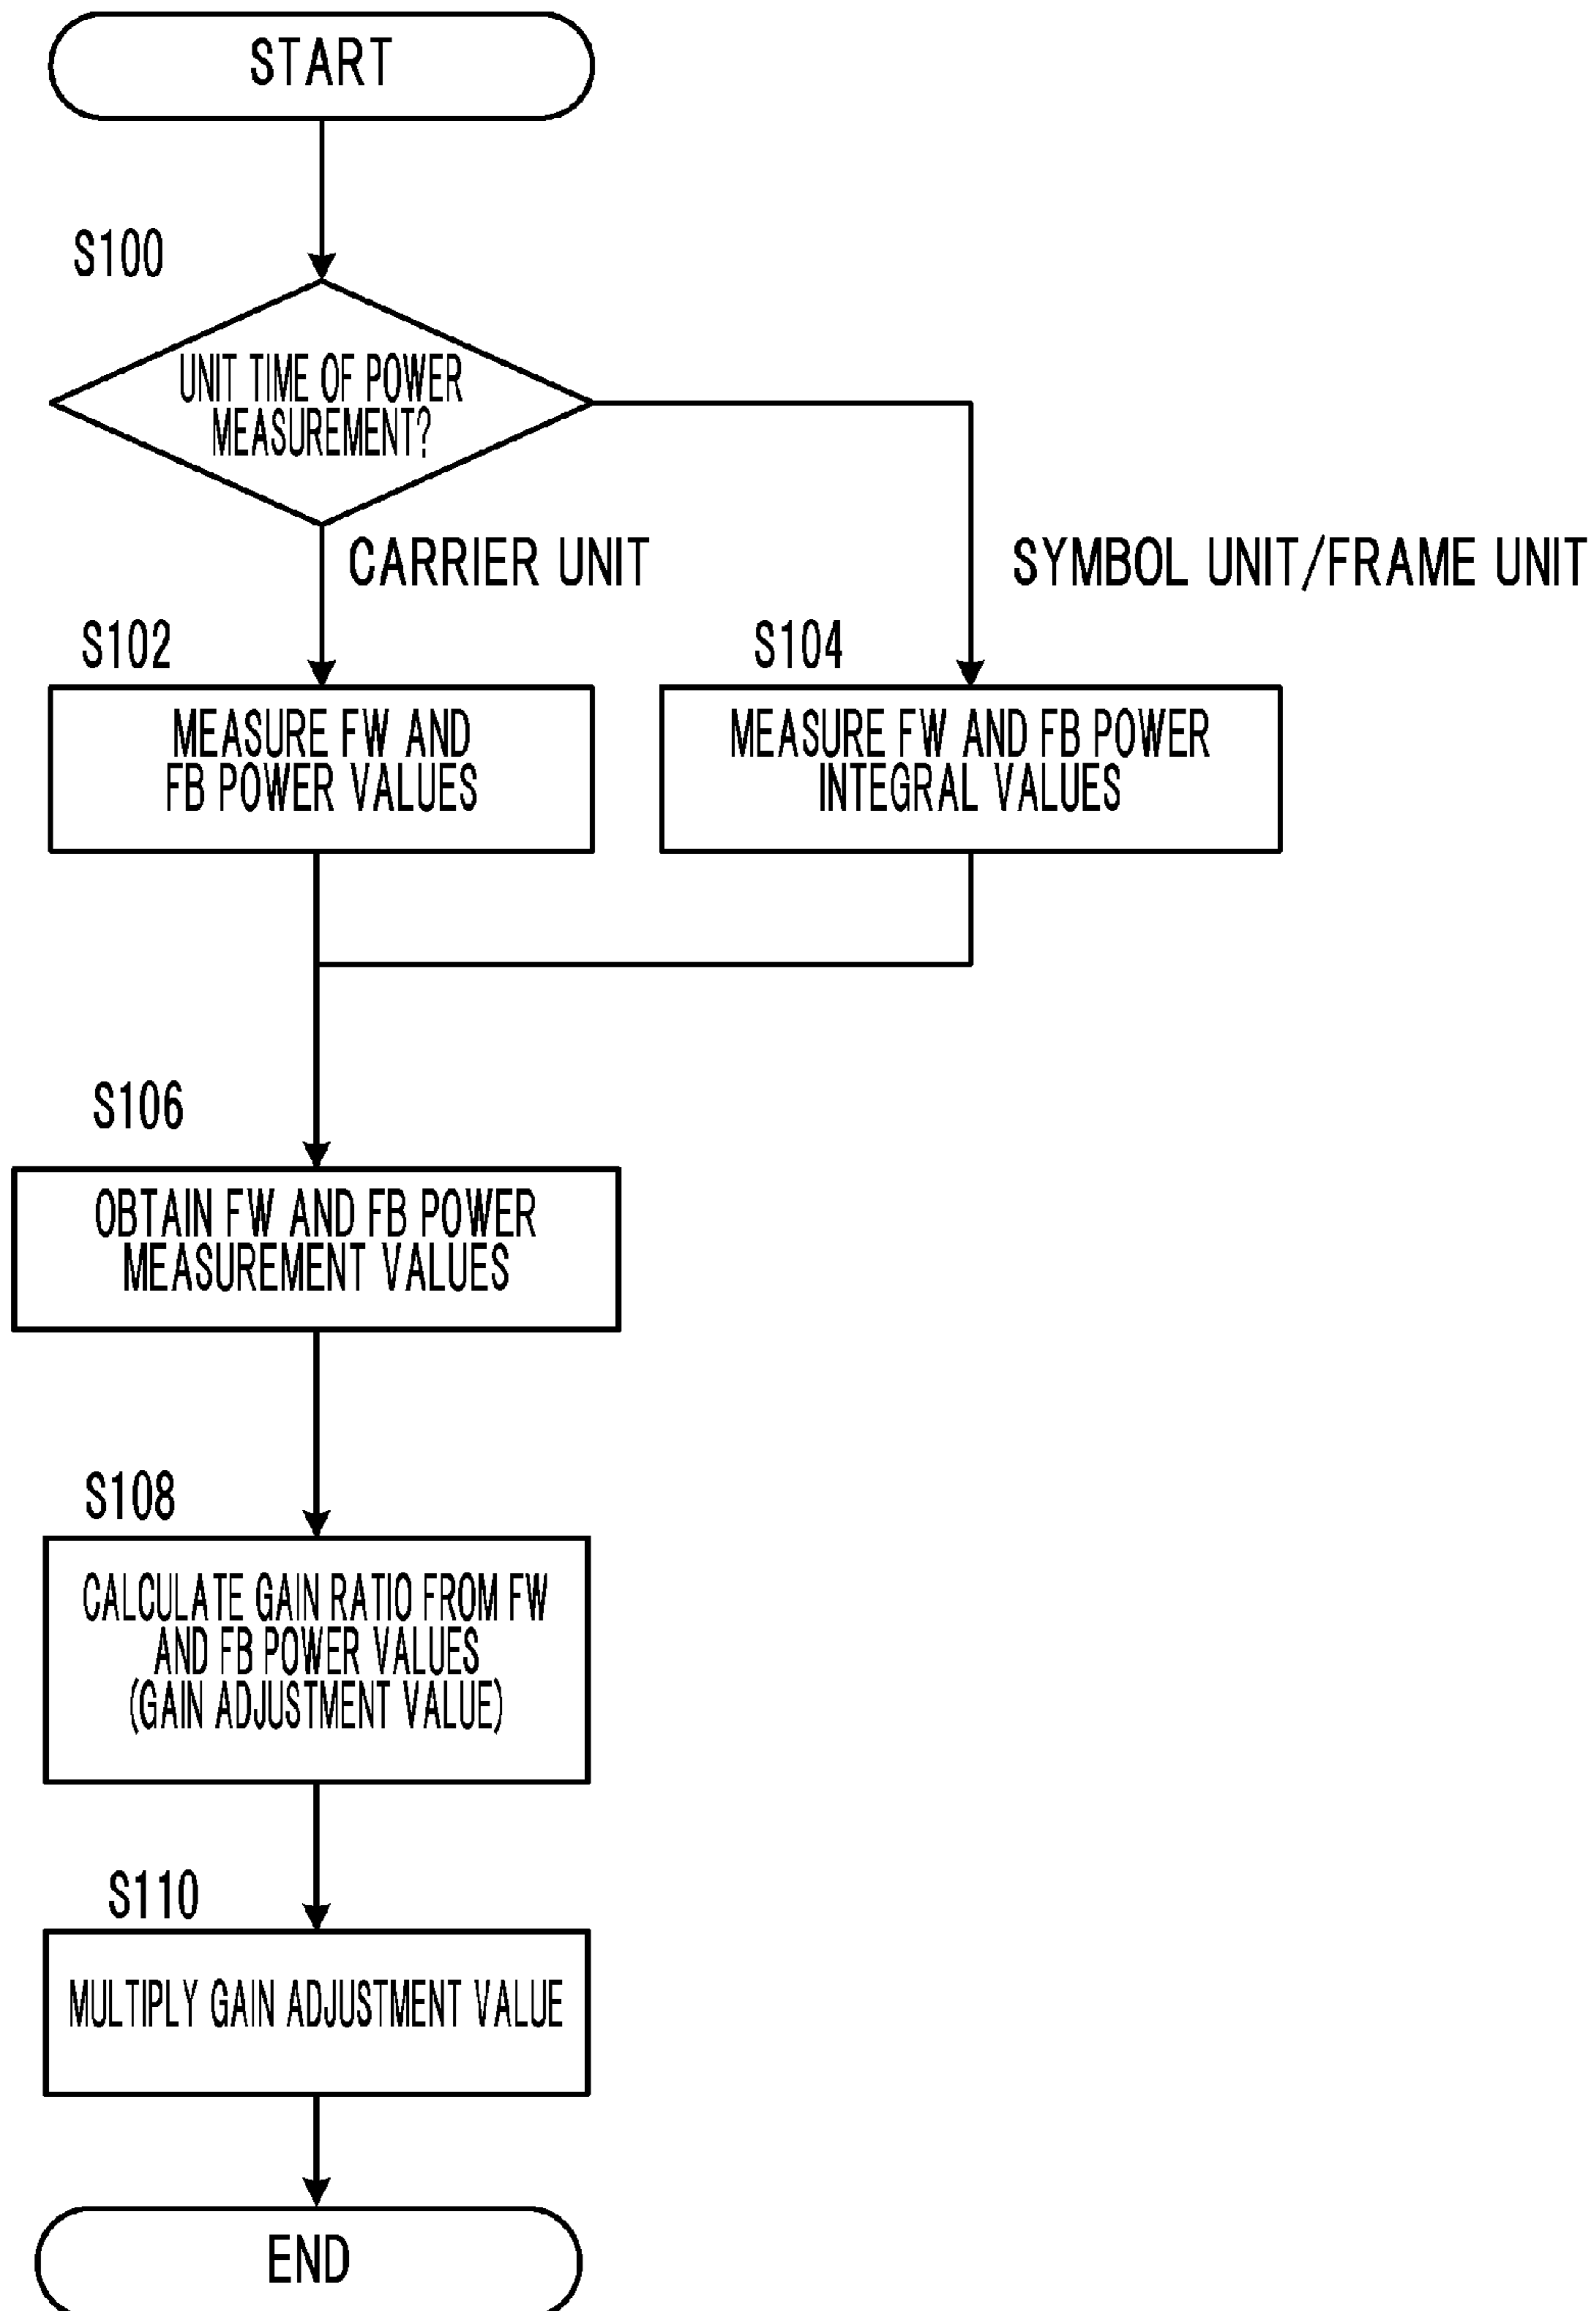 START
S100
UNIT TIME OF POWER
MEASUREMENT?
CARRIER UNIT
SYMBOL UNIT/FRAME UNIT
S102
MEASURE FW AND
FB POWER VALUES
S104
MEASURE FW AND FB POWER
INTEGRAL VALUES
S106
OBTAIN FW AND FB POWER
MEASUREMENT VALUES
S108
CALCULATE GAIN RATIO FROM FW
AND FB POWER VALUES
(GAIN ADJUSTMENT VALUE)
S110
MULTIPLY GAIN ADJUSTMENT VALUE
END